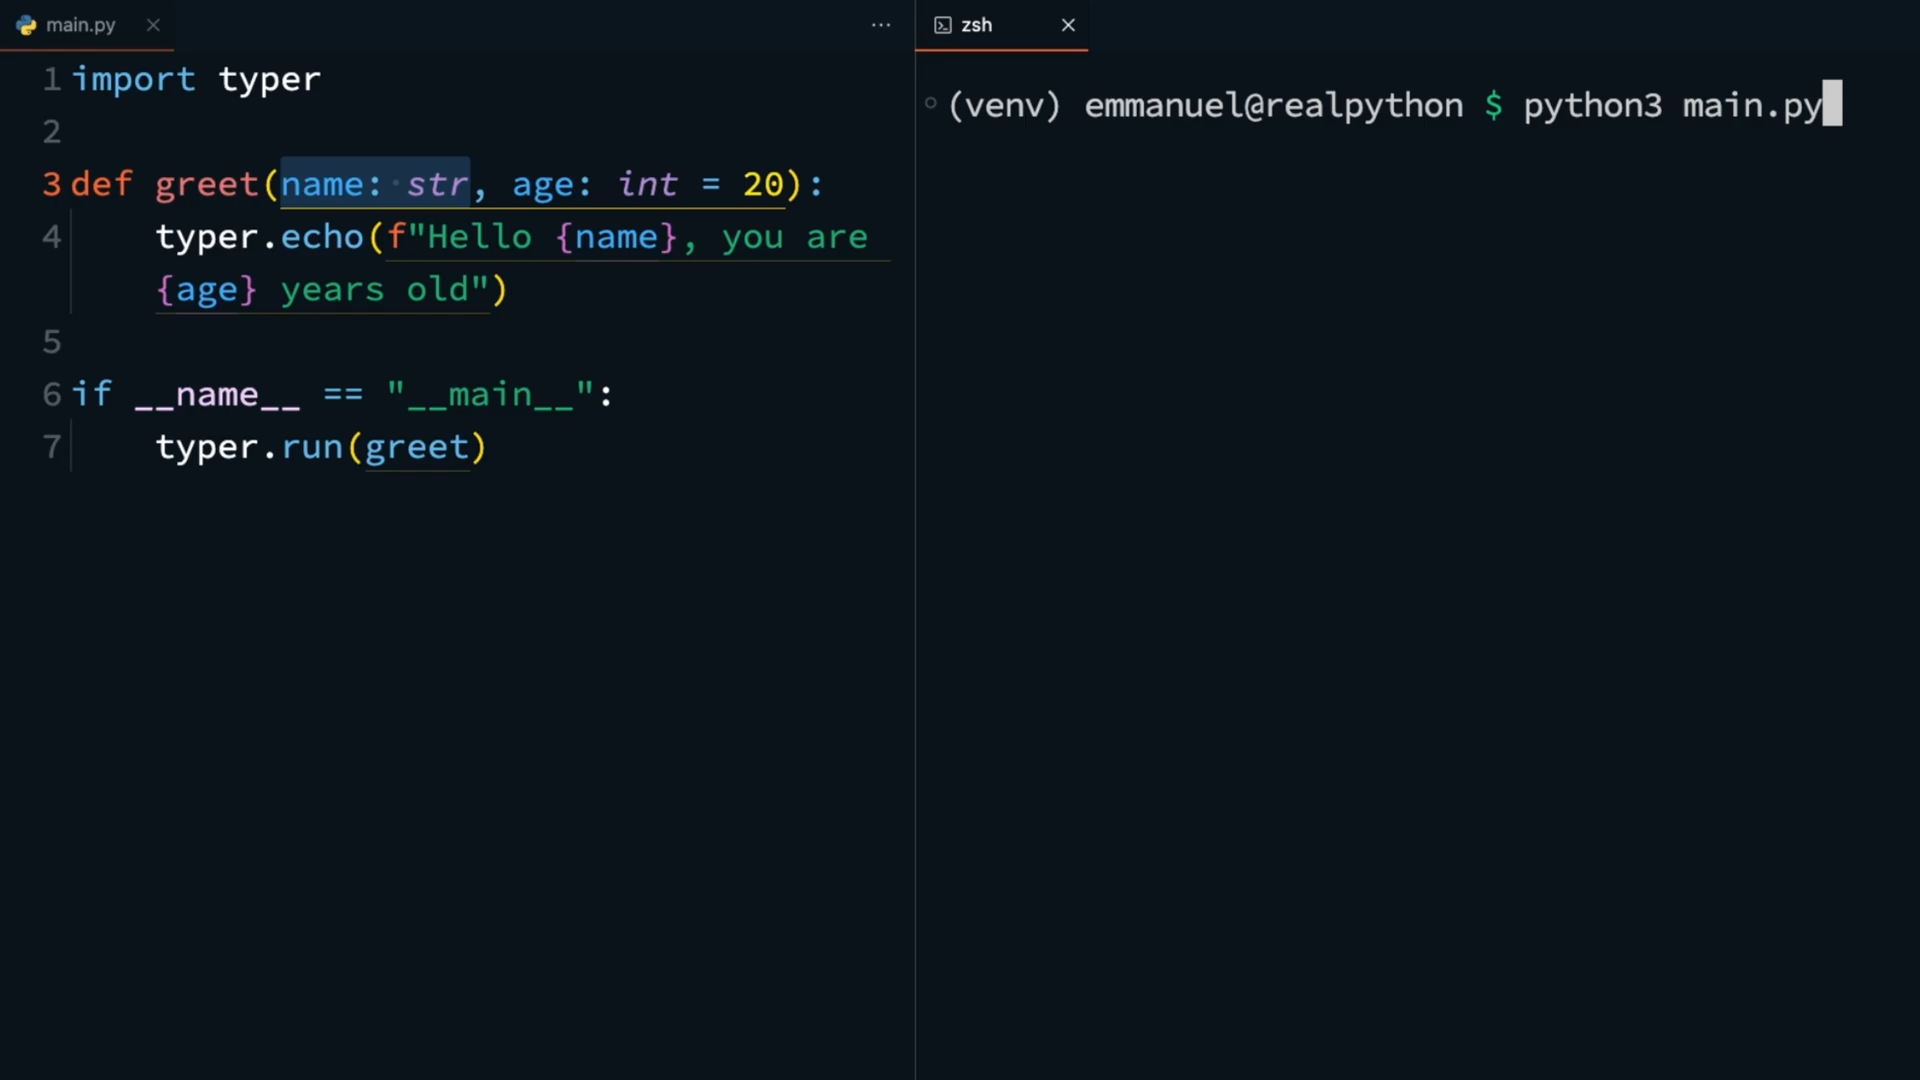 main.py
1 import typer
2
3 def greet(name: str, age: int = 20):
4     typer.echo(f"Hello {name}, you are
{age} years old")
5
6 if __name__ == "__main__":
7     typer.run(greet)
zsh
(venv) emmanuel@realpython $ python3 main.py